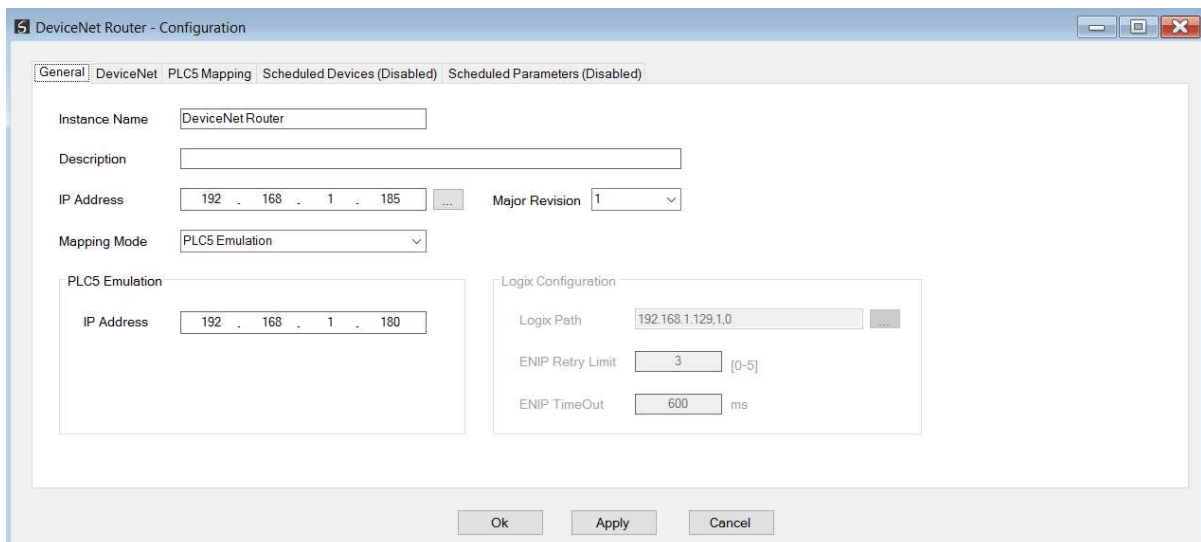 DeviceNet Router - Configuration
General DeviceNet PLC5 Mapping Scheduled Devices (Disabled) Scheduled Parameters (Disabled)
Instance Name DeviceNet Router
Description
IP Address 192 . 168 . 1 . 185 ... Major Revision 1
Mapping Mode PLC5 Emulation
PLC5 Emulation
IP Address 192 . 168 . 1 . 180
Logix Configuration
Logix Path 192.168.1.129,1,0 ...
ENIP Retry Limit 3 [0-5]
ENIP TimeOut 600 ms
Ok Apply Cancel